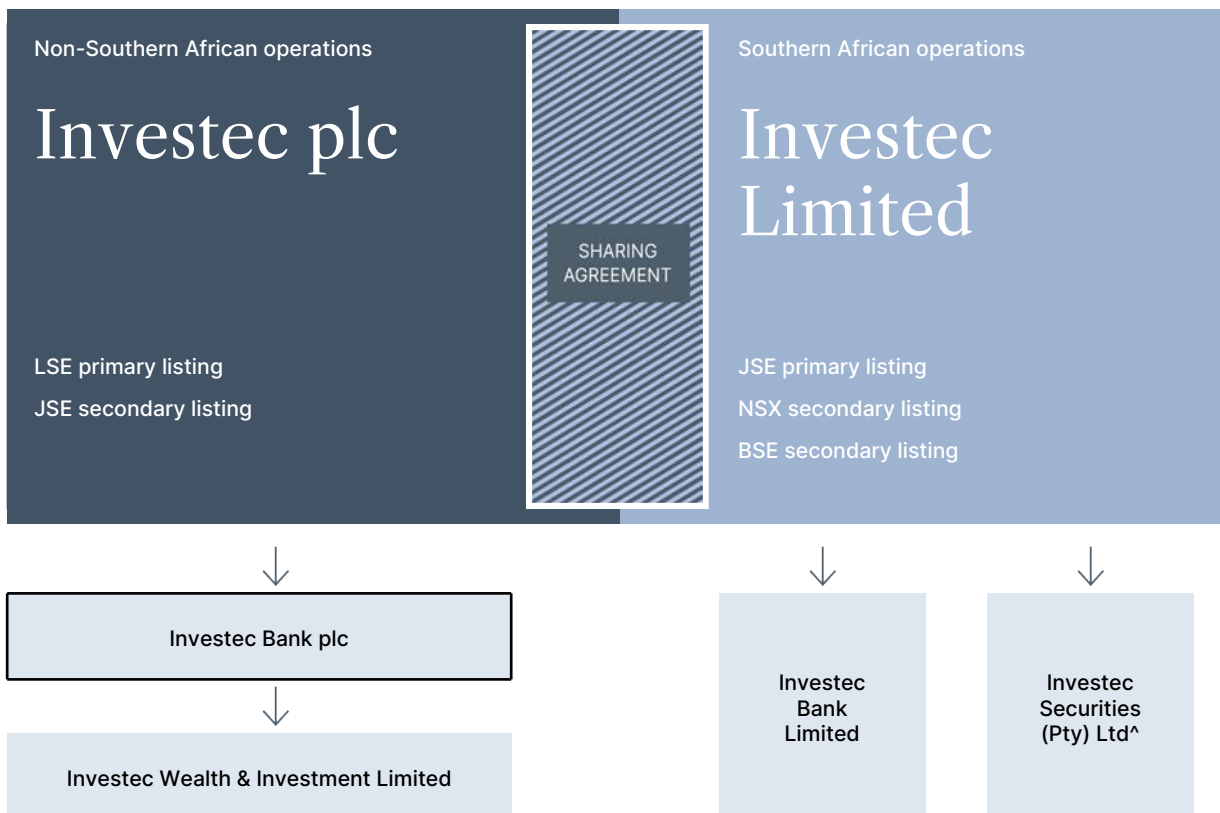 Non-Southern African operations
Investec plc
LSE primary listing
JSE secondary listing
SHARING
AGREEMENT
Southern African operations
Investec
Limited
JSE primary listing
NSX secondary listing
BSE secondary listing
Investec Bank plc
Investec Wealth & Investment Limited
Investec
Bank
Limited
Investec
Securities
(Pty) Ltd^